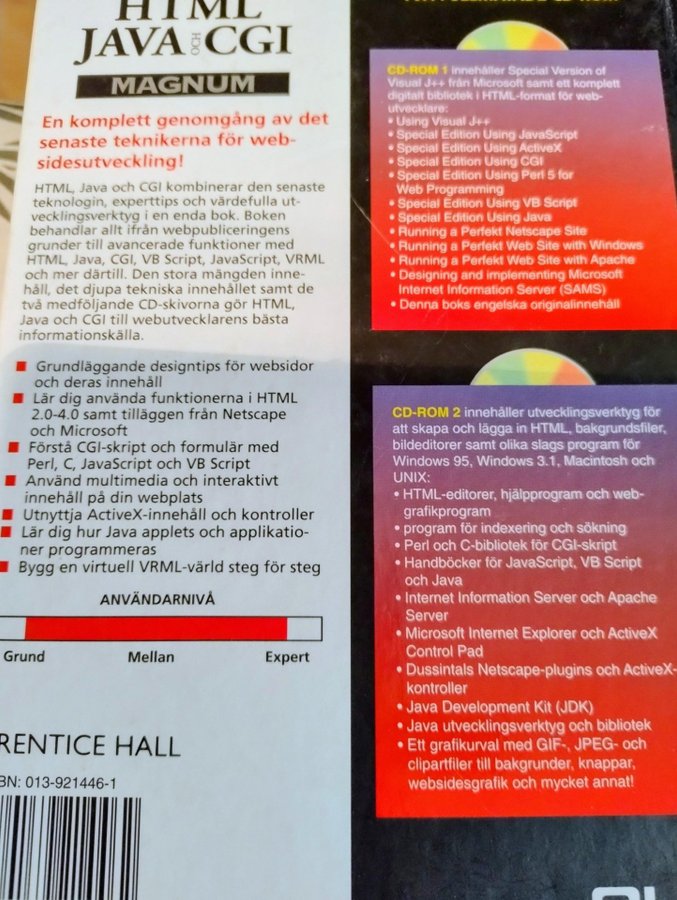 HTML
JAVA OCH CGI
MAGNUM
En komplett genomgång av det
senaste teknikerna för web-
sidesutveckling!
HTML, Java och CGI kombinerar den senaste
teknologin, experttips och värdefulla ut-
vecklingsverktyg i en enda bok. Boken
behandlar allt ifrån webpubliceringens
grunder till avancerade funktioner med
HTML, Java, CGI, VB Script, JavaScript, VRML
och mer därtill. Den stora mängden inne-
håll, det djupa tekniska innehållet samt de
två medföljande CD-skivorna gör HTML,
Java och CGI till webutvecklarens bästa
informationskälla.
Grundläggande designtips för websidor
och deras innehåll
Lär dig använda funktionerna i HTML
2.0-4.0 samt tilläggen från Netscape
och Microsoft
Förstå CGI-skript och formulär med
Perl, C, JavaScript och VB Script
Använd multimedia och interaktivt
innehåll på din webplats
Utnyttja ActiveX-innehåll och kontroller
Lär dig hur Java applets och applikatio-
ner programmeras
Bygg en virtuell VRML-värld steg för steg
ANVÄNDARNIVÅ
Grund Mellan Expert
RENTICE HALL
BN: 013-921446-1
CD-ROM 1 innehåller Special Version of
Visual J++ från Microsoft samt ett komplett
digitalt bibliotek i HTML-format för web-
utvecklare:
• Using Visual J++
• Special Edition Using JavaScript
• Special Edition Using ActiveX
• Special Edition Using CGI
• Special Edition Using Perl 5 for
Web Programming
• Special Edition Using VB Script
• Special Edition Using Java
• Running a Perfekt Netscape Site
• Running a Perfekt Web Site with Windows
• Running a Perfekt Web Site with Apache
• Designing and implementing Microsoft
Internet Information Server (SAMS)
• Denna boks engelska originalinnehåll
CD-ROM 2 innehåller utvecklingsverktyg för
att skapa och lägga in HTML, bakgrundsfiler,
bildeditorer samt olika slags program för
Windows 95, Windows 3.1, Macintosh och
UNIX:
• HTML-editorer, hjälpprogram och web-
grafikprogram
• program för indexering och sökning
• Perl och C-bibliotek för CGI-skript
• Handböcker för JavaScript, VB Script
och Java
• Internet Information Server och Apache
Server
• Microsoft Internet Explorer och ActiveX
Control Pad
• Dussintals Netscape-plugins och ActiveX-
kontroller
• Java Development Kit (JDK)
• Java utvecklingsverktyg och bibliotek
• Ett grafikurval med GIF-, JPEG- och
clipartfiler till bakgrunder, knappar,
websidesgrafik och mycket annat!